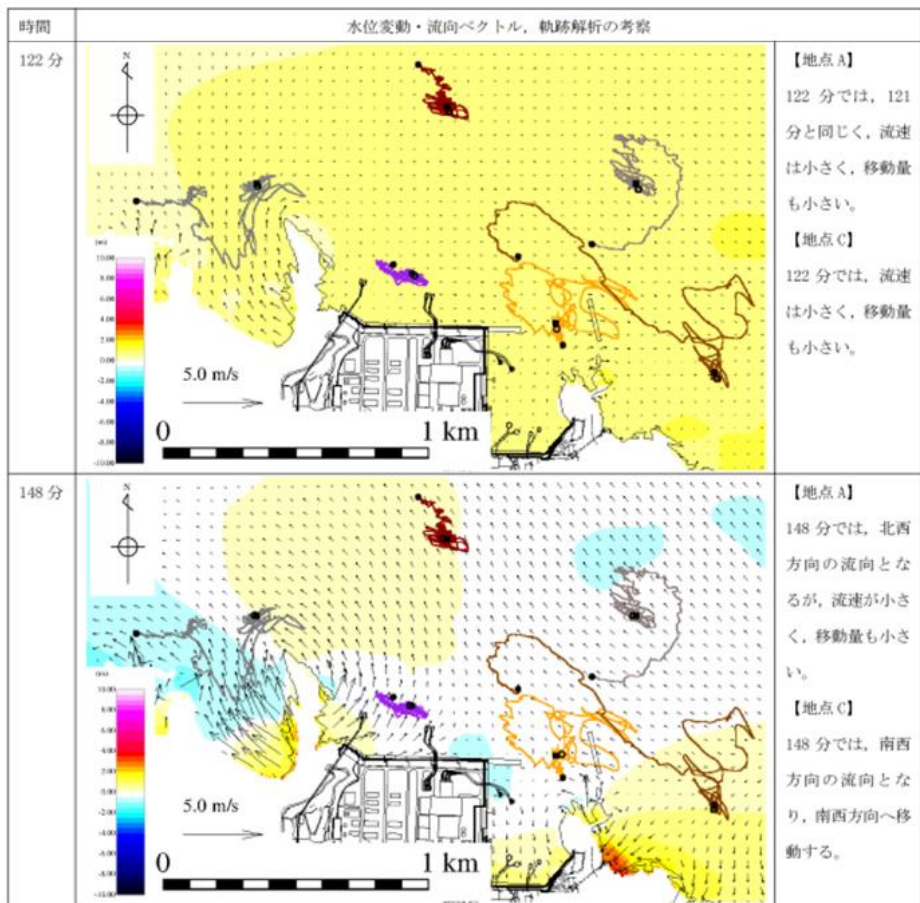 時間
水位変動・流向ベクトル，軌跡解析の考察
122 分
N
5.0 m/s
0
1 km
【地点 A】
122 分では，121
分と同じく，流速
は小さく，移動量
も小さい。
【地点 C】
122 分では，流速
は小さく，移動量
も小さい。
148 分
N
5.0 m/s
0
1 km
【地点 A】
148 分では，北西
方向の流向とな
るが，流速が小さ
く，移動量も小さ
い。
【地点 C】
148 分では，南西
方向の流向とな
り，南西方向へ移
動する。